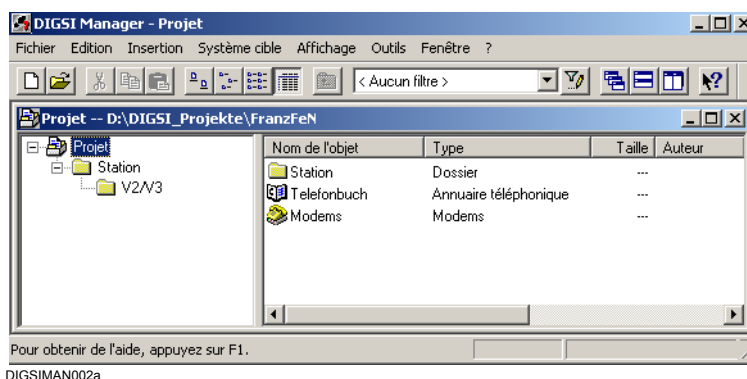 DIGSI Manager - Projet
Fichier Edition Insertion Système cible Affichage Outils Fenêtre ?
< Aucun filtre >
Projet -- D:\DIGSI_Projekte\FranzFeN
Projet
Station
V2/V3
Nom de l'objet Type Taille Auteur
Station Dossier ---
Telefonbuch Annuaire téléphonique ---
Modems Modems ---
Pour obtenir de l'aide, appuyez sur F1.
DIGSIMAN002a